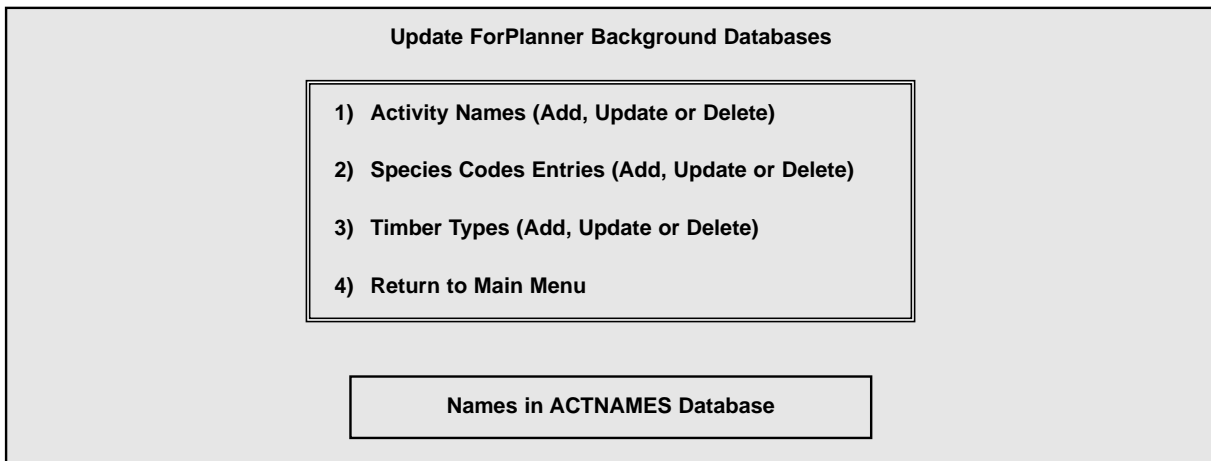 Update ForPlanner Background Databases
1) Activity Names (Add, Update or Delete)
2) Species Codes Entries (Add, Update or Delete)
3) Timber Types (Add, Update or Delete)
4) Return to Main Menu
Names in ACTNAMES Database